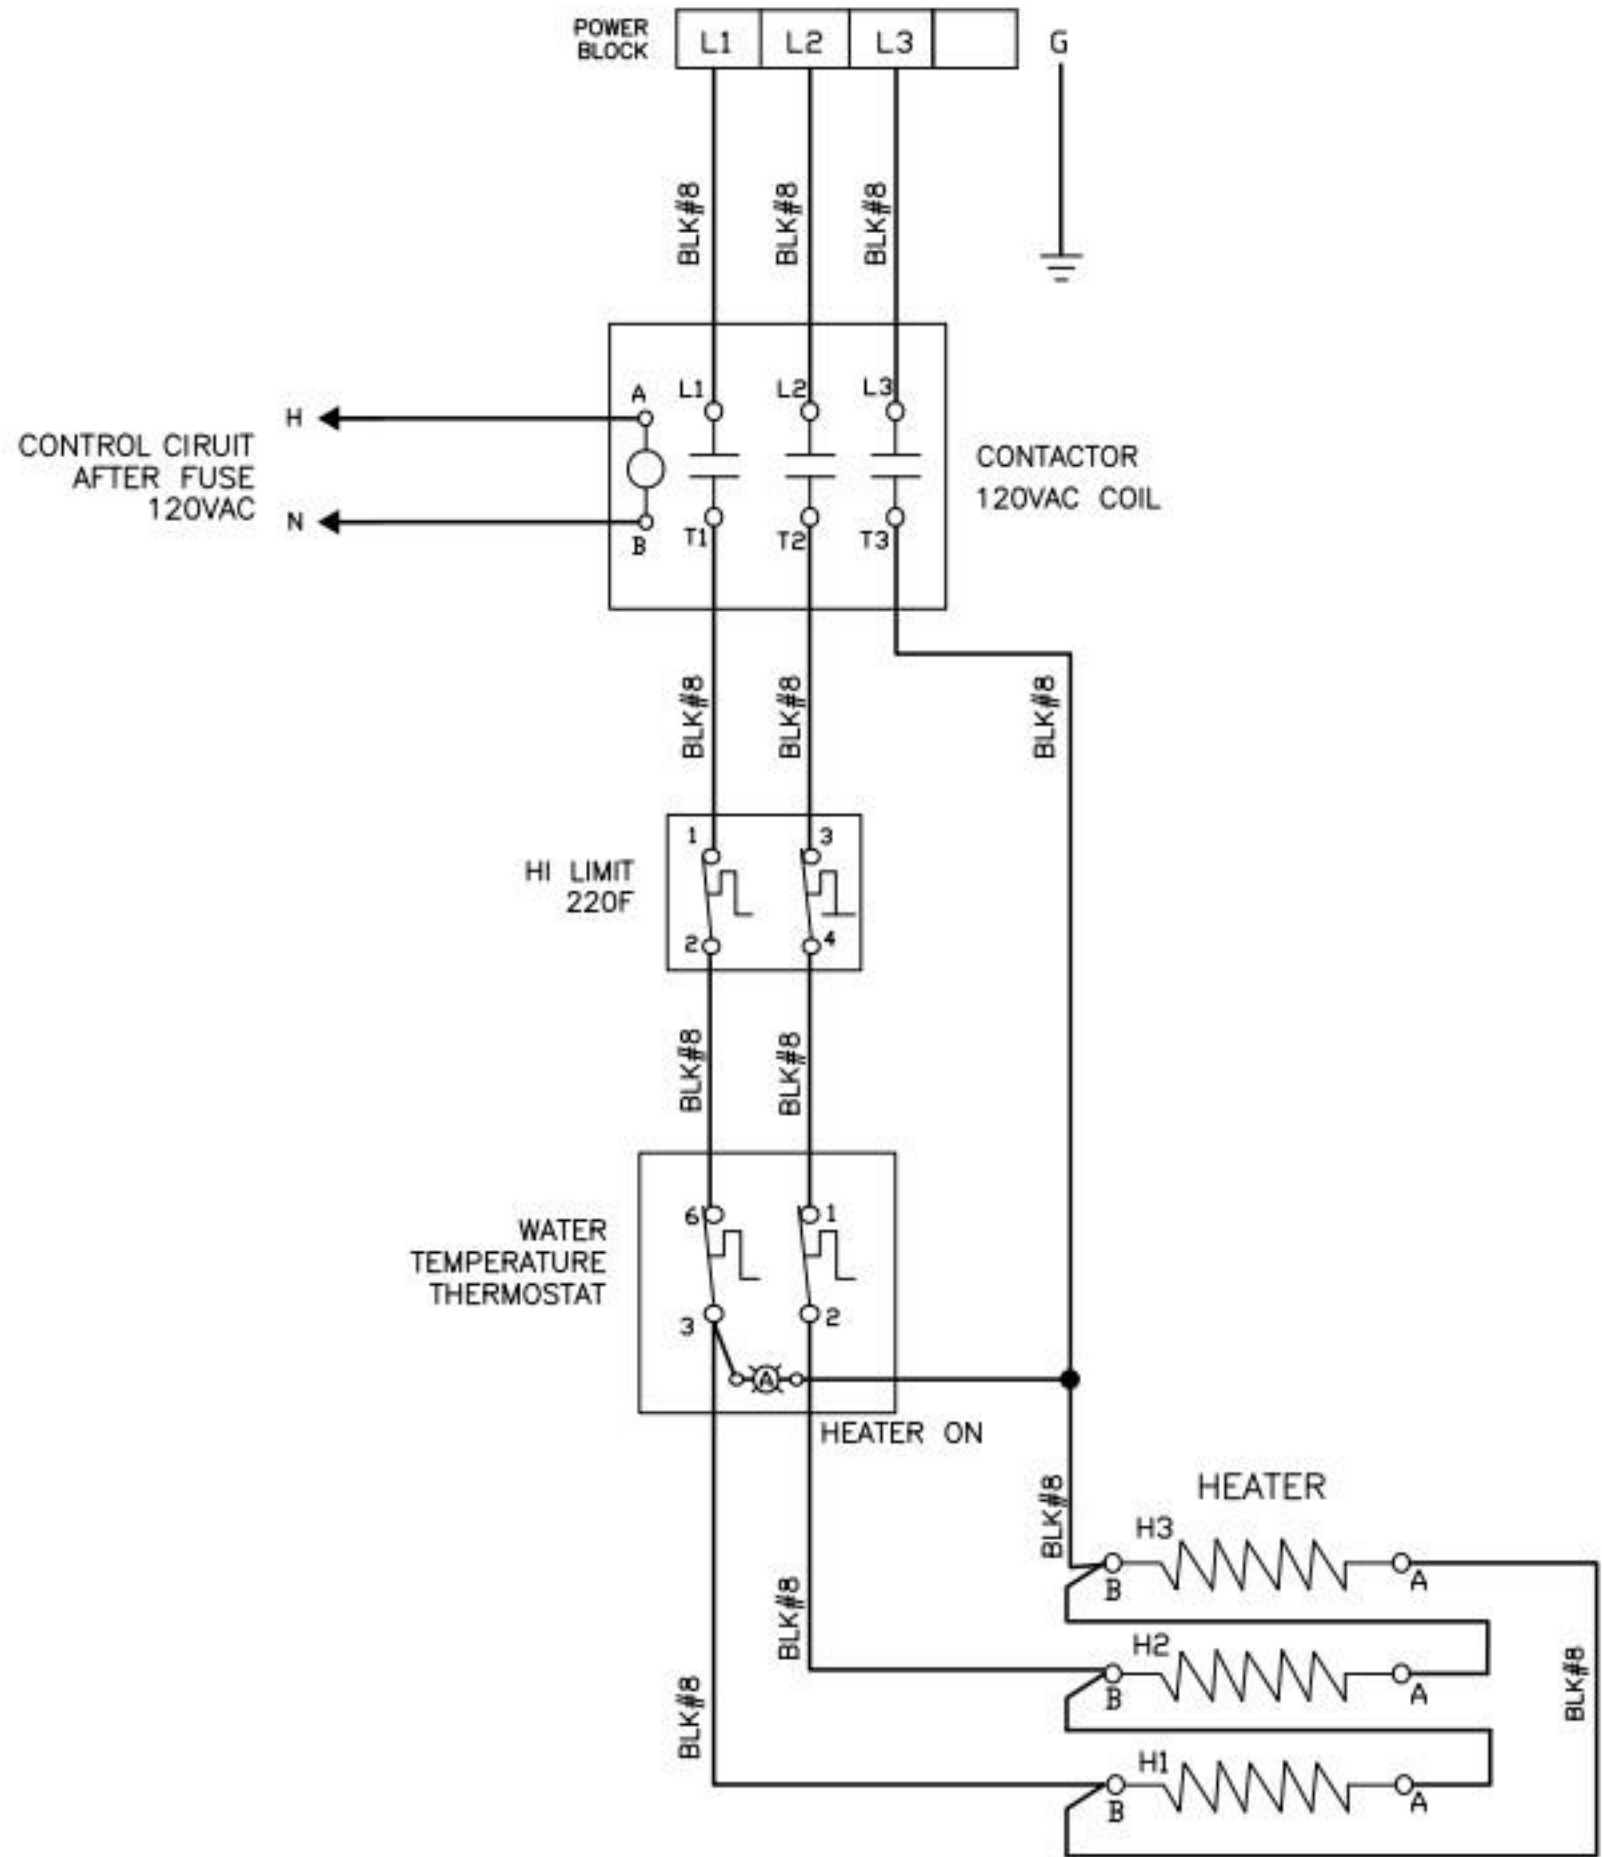 POWER
BLOCK
L1 L2 L3 G
BLK#8 BLK#8 BLK#8
A L1 L2 L3
H
CONTROL CIRUIT
AFTER FUSE
120VAC
N
CONTACTOR
120VAC COIL
B T1 T2 T3
BLK#8 BLK#8 BLK#8
1 3
HI LIMIT
220F
2 4
BLK#8 BLK#8
6 1
WATER
TEMPERATURE
THERMOSTAT
3 2
A
HEATER ON
HEATER
BLK#8
H3
B A
BLK#8
H2
B A
BLK#8
BLK#8
H1
B A